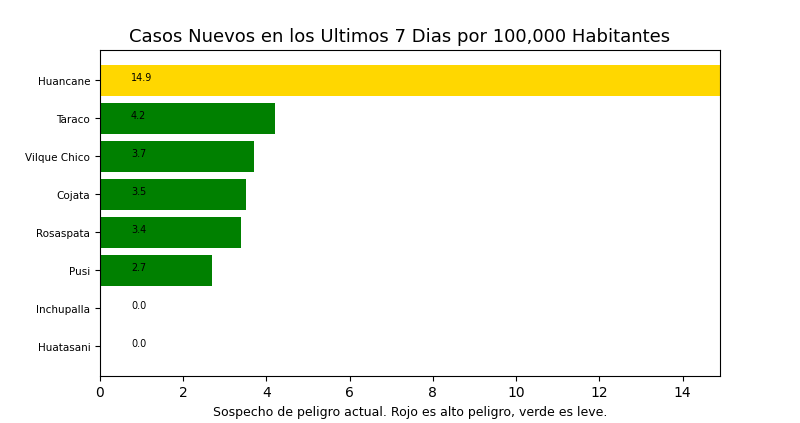 Casos Nuevos en los Ultimos 7 Dias por 100,000 Habitantes
Huancane 14.9
Taraco 4.2
Vilque Chico 3.7
Cojata 3.5
Rosaspata 3.4
Pusi 2.7
Inchupalla 0.0
Huatasani 0.0
0 2 4 6 8 10 12 14
Sospecho de peligro actual. Rojo es alto peligro, verde es leve.